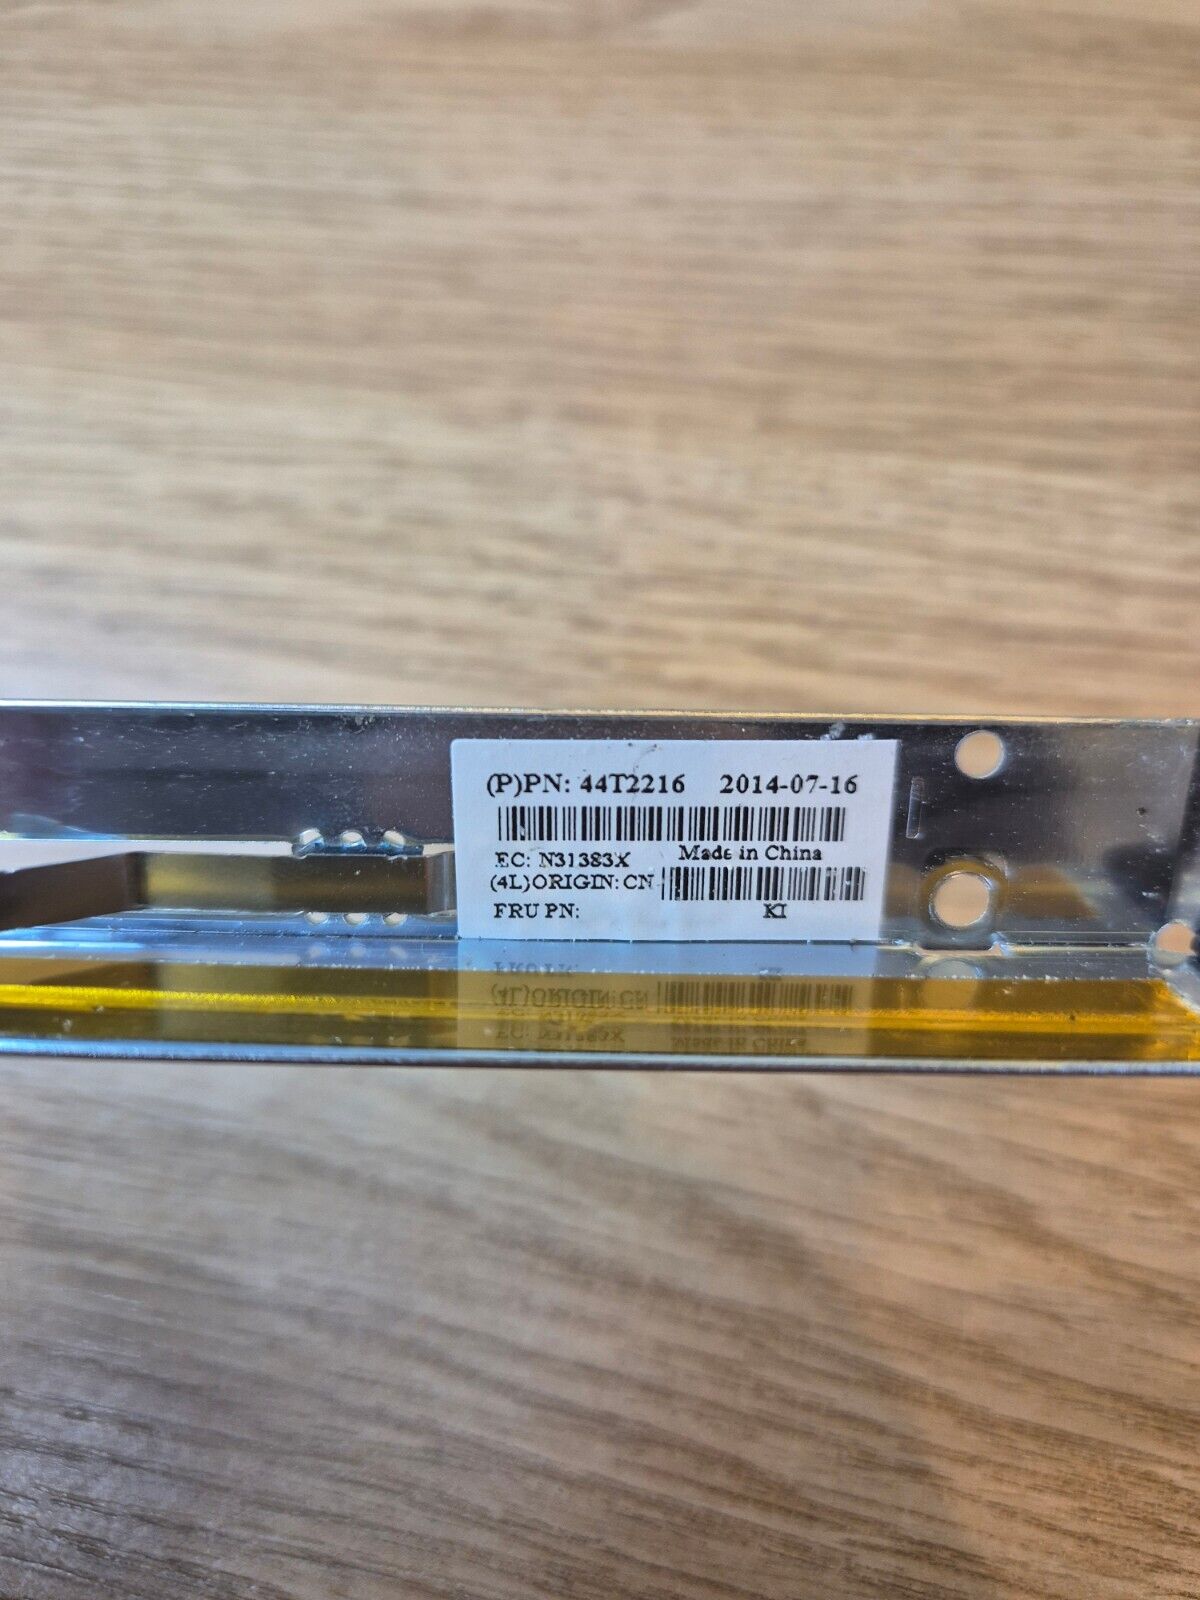 (P)PN: 44T2216 2014-07-16
EC: N31383X Made in China
(4L)ORIGIN: CN
FRU PN: KI